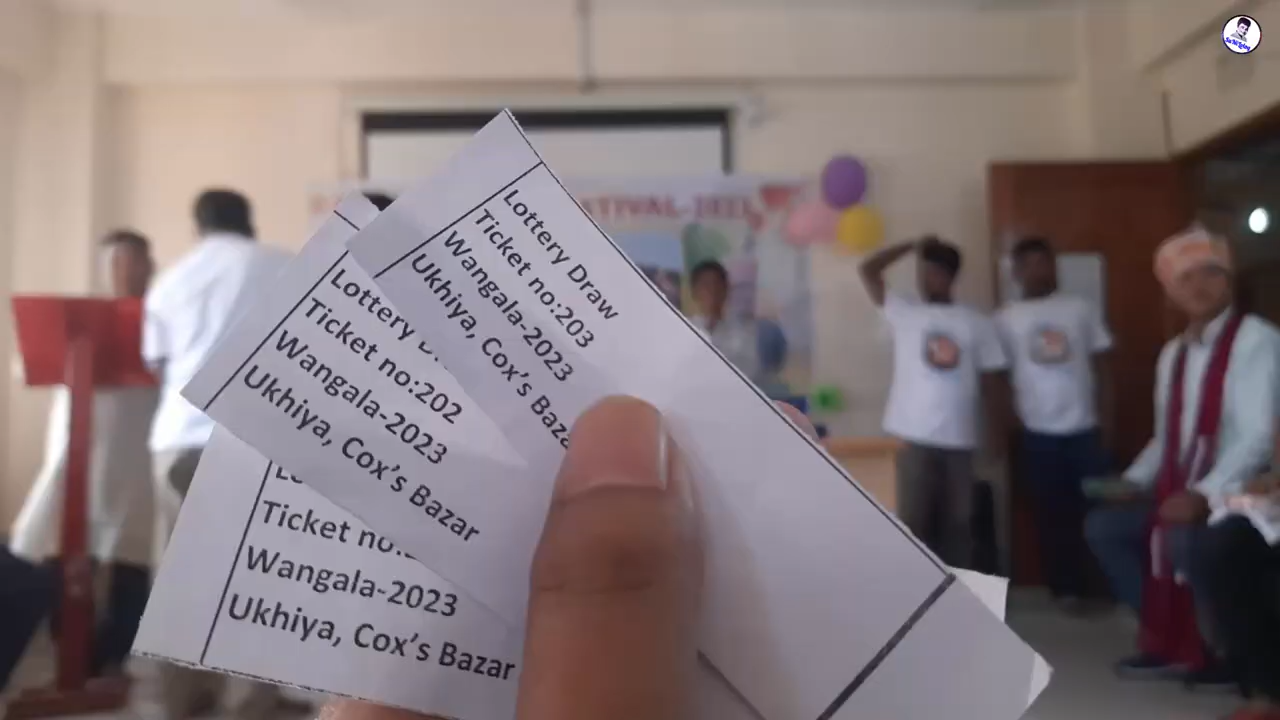 Lottery Draw
Ticket no:203
Wangala-2023
Ukhiya, Cox's Baza
Lottery
Ticket no:202
Wangala-2023
Ukhiya, Cox's Bazar
Ticket no:
Wangala-2023
Ukhiya, Cox's Bazar